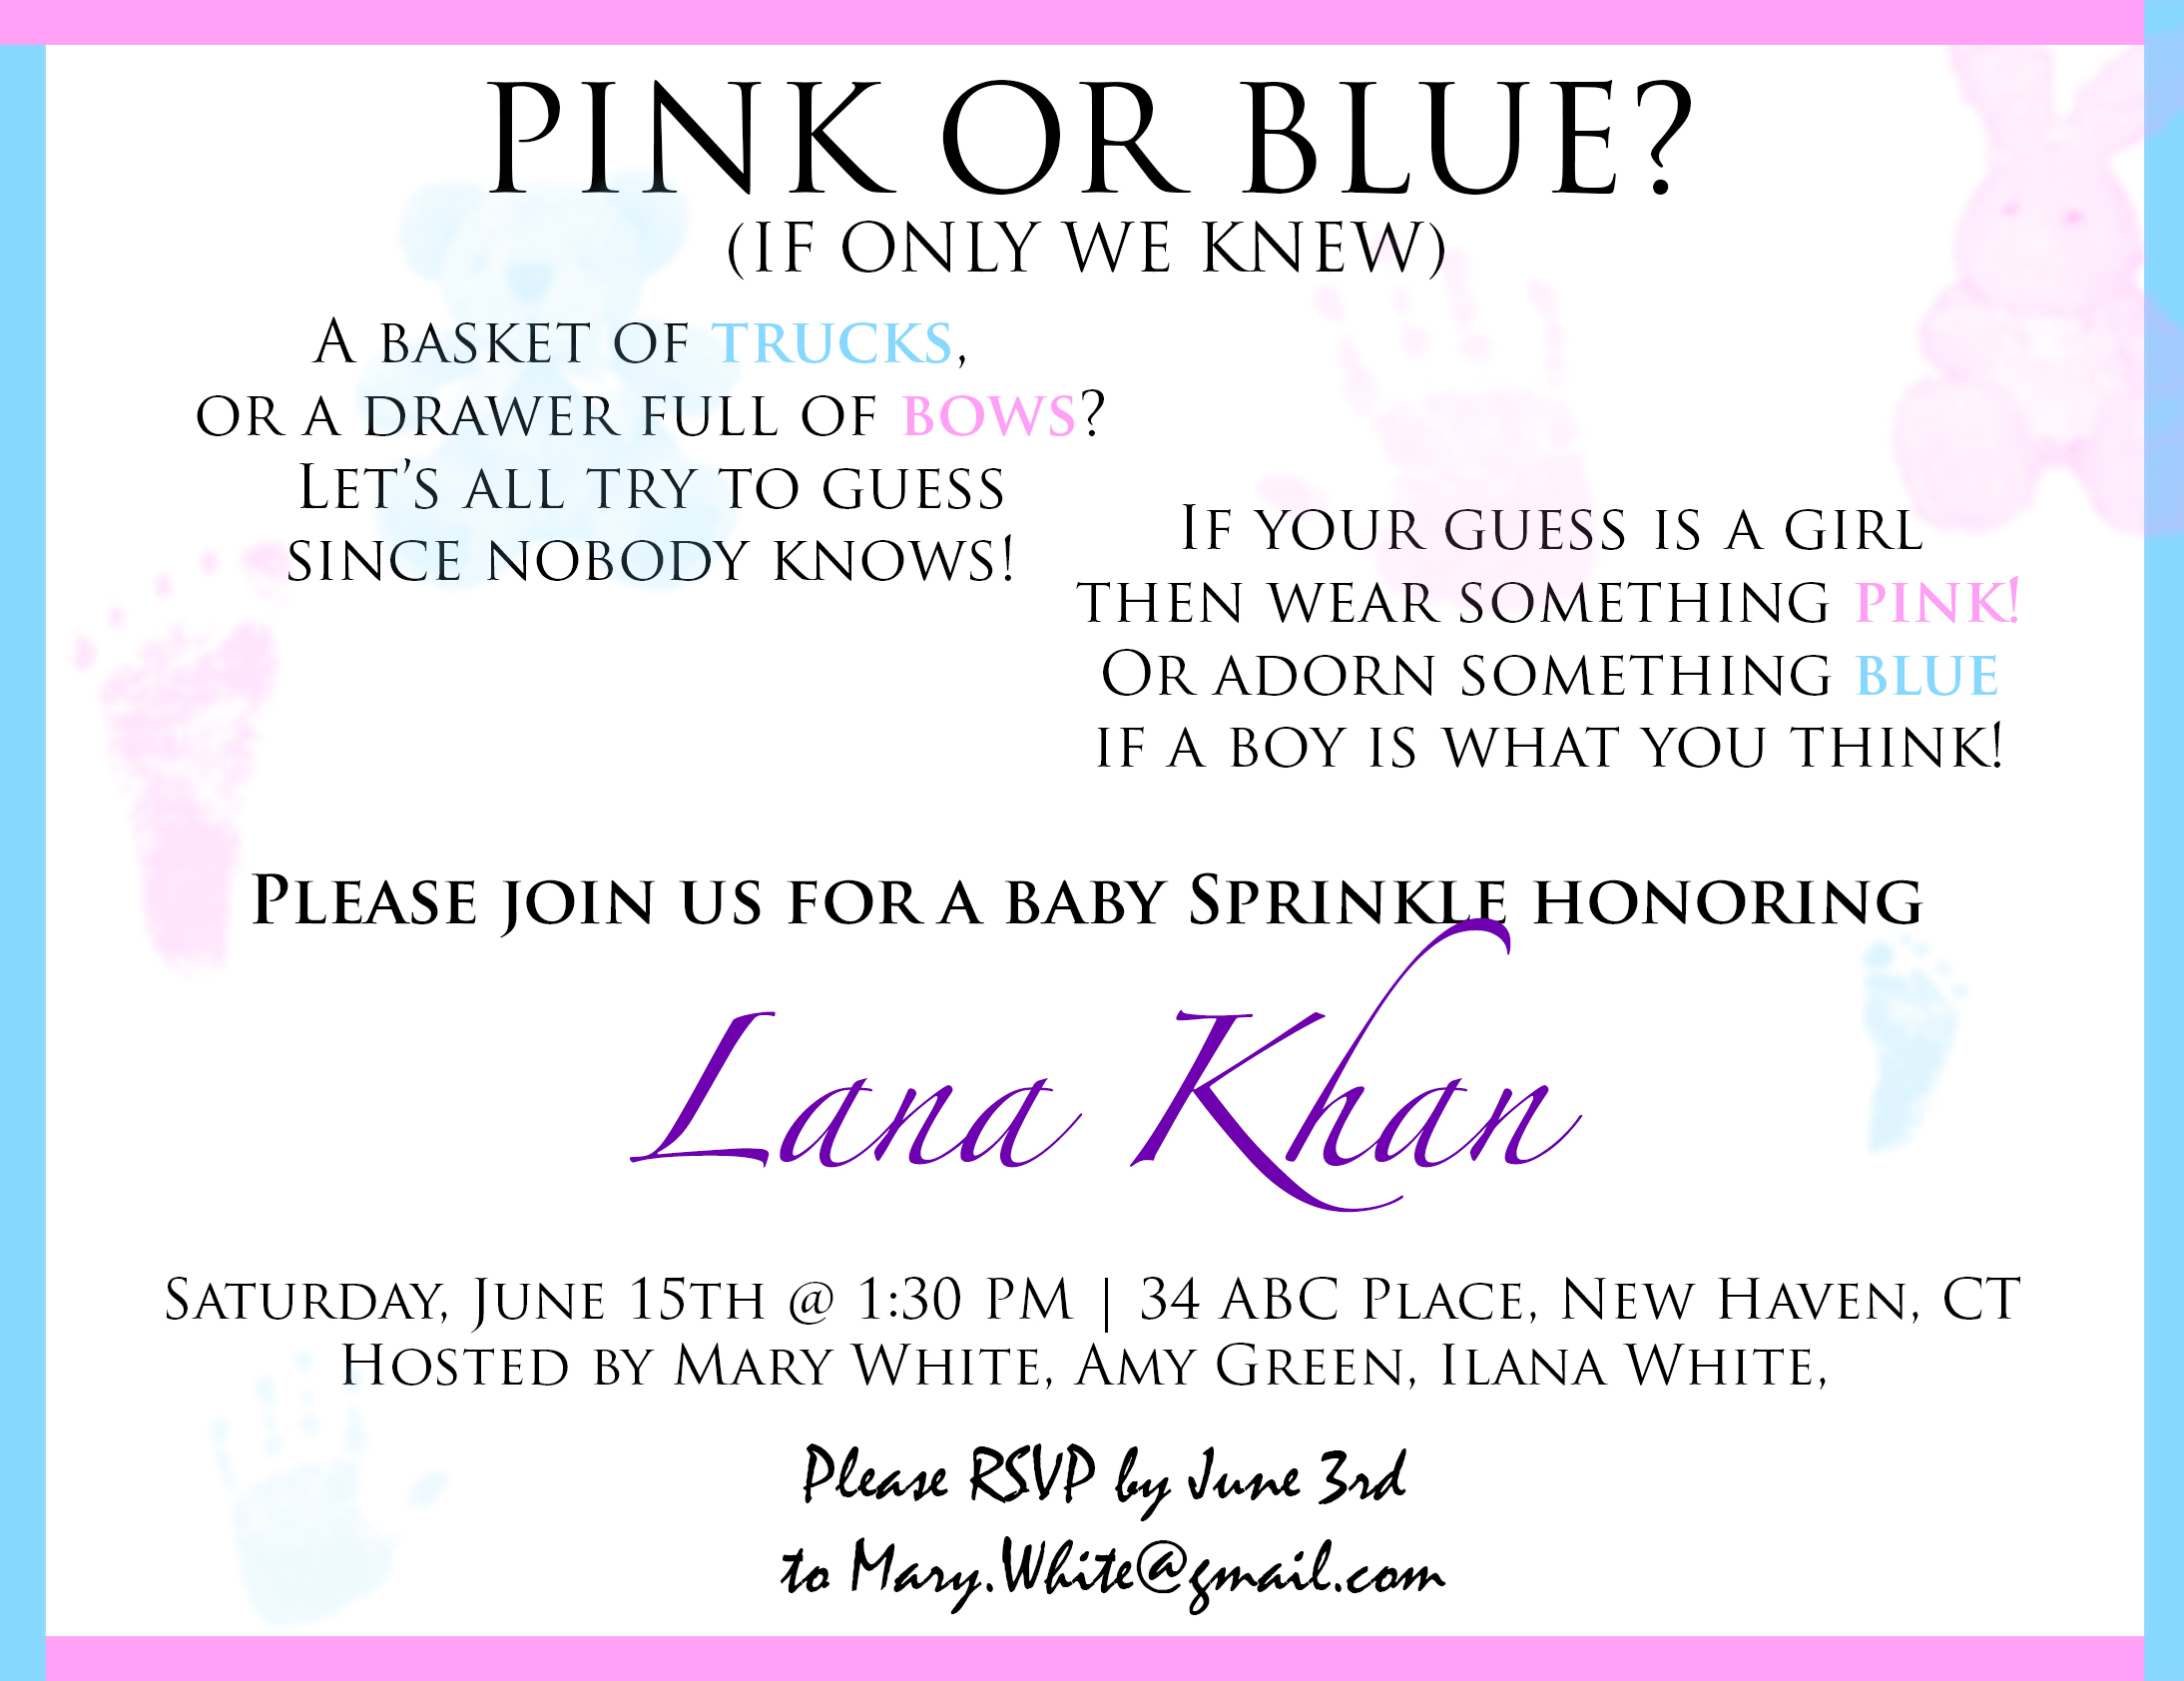 PINK OR BLUE?
(IF ONLY WE KNEW)
A BASKET OF TRUCKS,
OR A DRAWER FULL OF BOWS?
LET’S ALL TRY TO GUESS
SINCE NOBODY KNOWS!
IF YOUR GUESS IS A GIRL
THEN WEAR SOMETHING PINK!
OR ADORN SOMETHING BLUE
IF A BOY IS WHAT YOU THINK!
PLEASE JOIN US FOR A BABY SPRINKLE HONORING
Lana Khan
SATURDAY, JUNE 15TH @ 1:30 PM | 34 ABC PLACE, NEW HAVEN, CT
HOSTED BY MARY WHITE, AMY GREEN, ILANA WHITE,
Please RSVP by June 3rd
to Mary.White@gmail.com